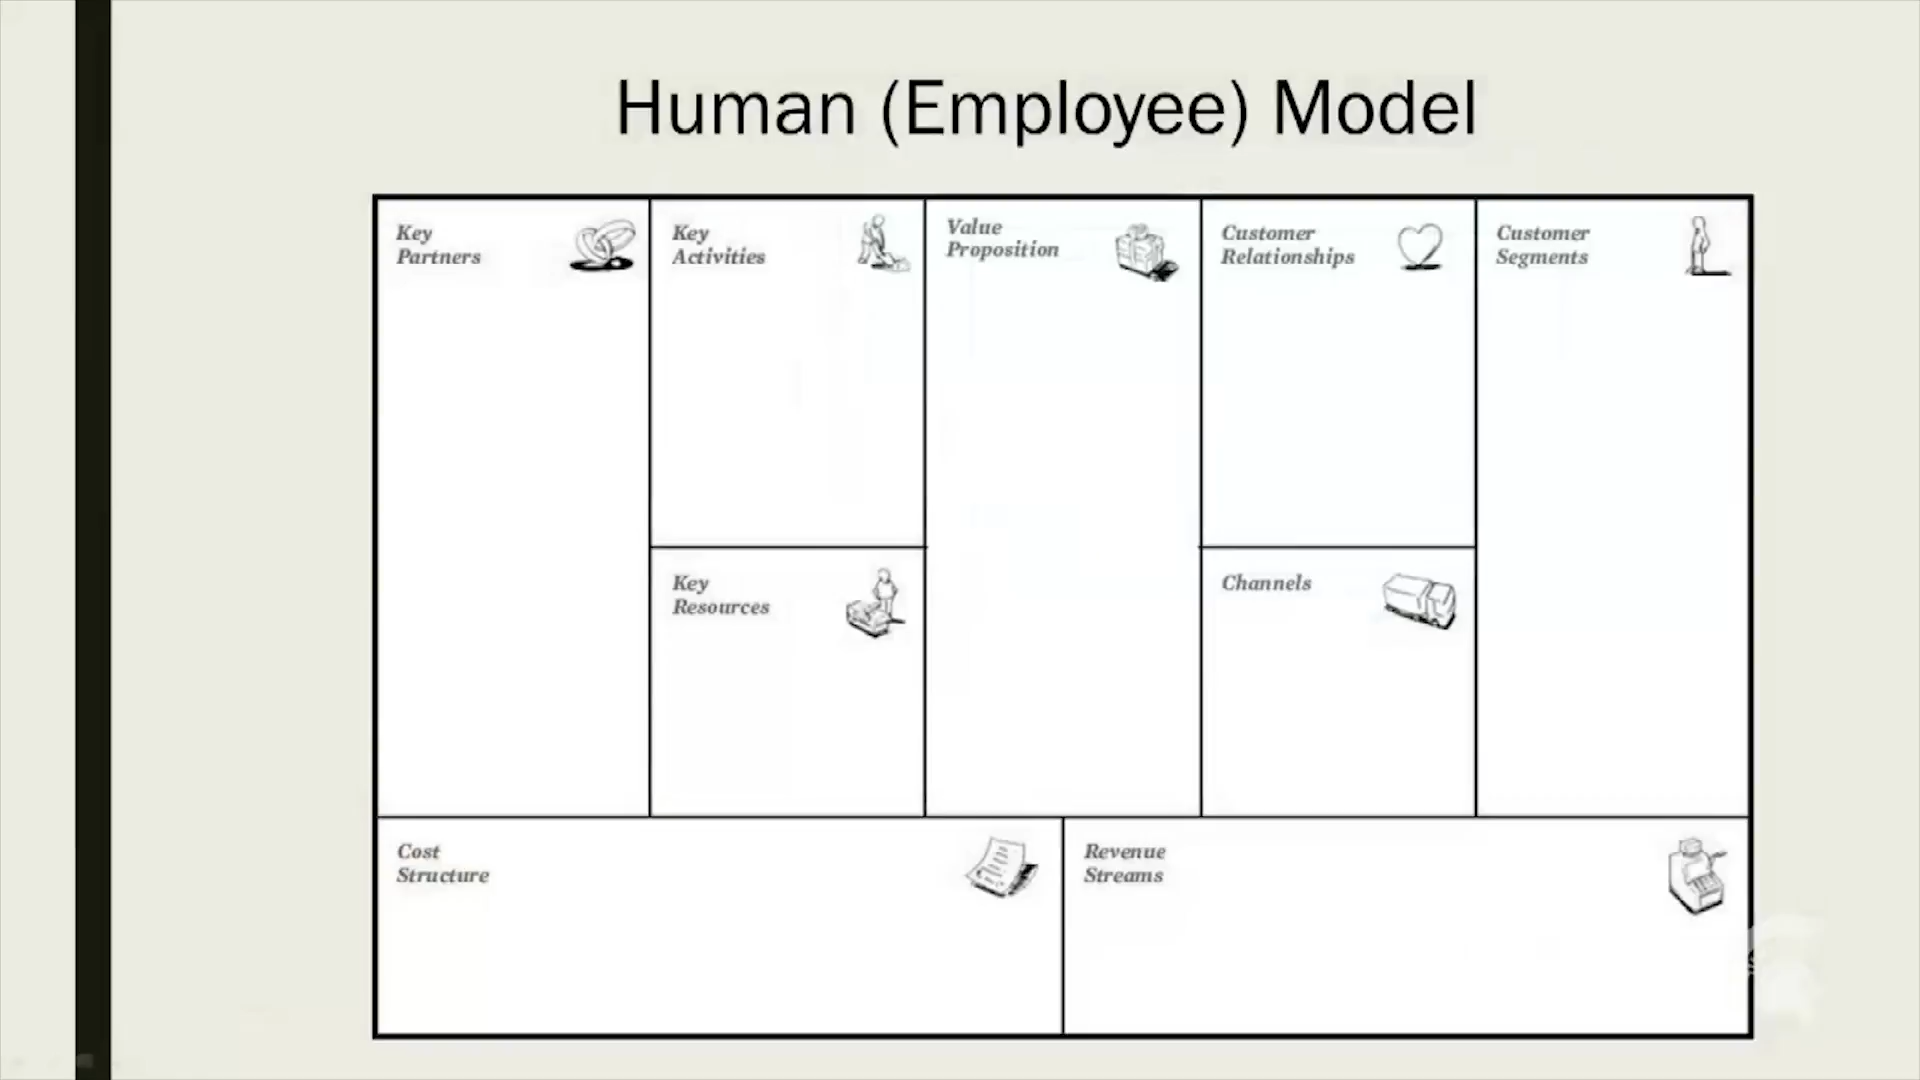 Human (Employee) Model
Key
Partners
Key
Activities
Value
Proposition
Customer
Relationships
Customer
Segments
Key
Resources
Channels
Cost
Structure
Revenue
Streams